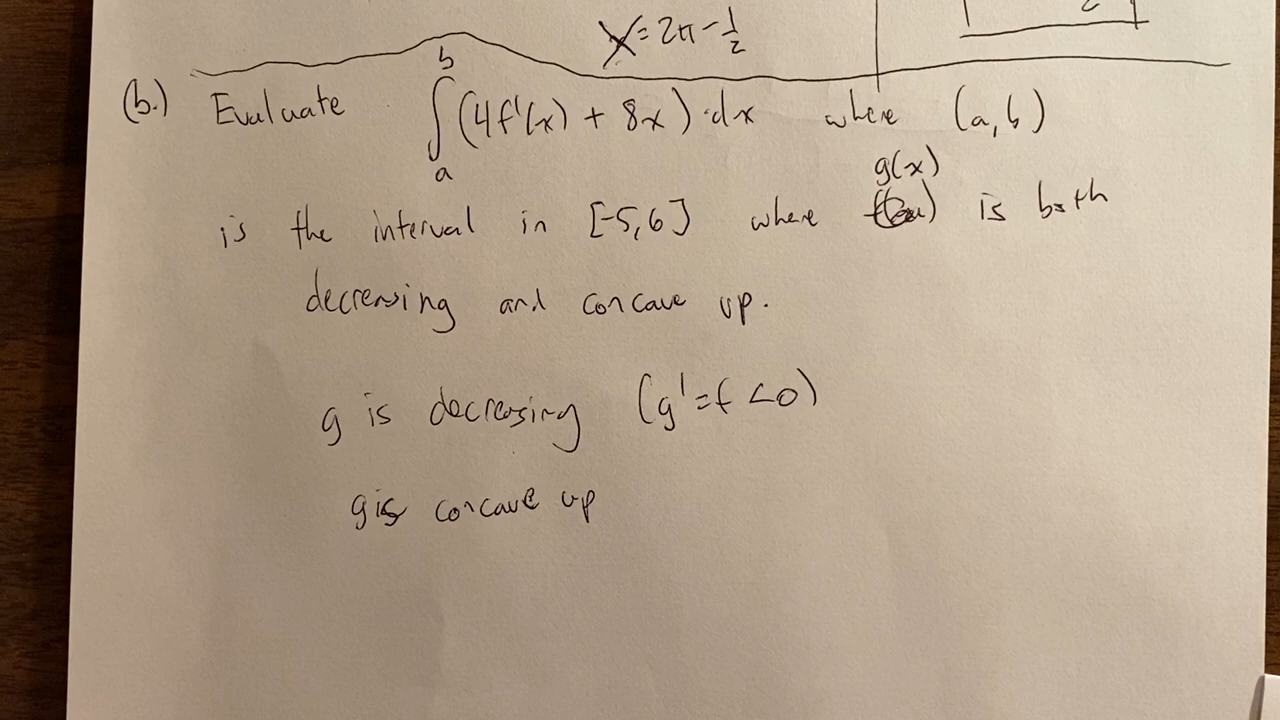 X = 2π - 1/2
2
b
(b.) Evaluate ∫ (4f'(x) + 8x) · dx where (a, b)
a
g(x)
is the interval in [-5, 6] where is both
decreasing and concave up.
g is decreasing (g' = f < 0)
g is concave up